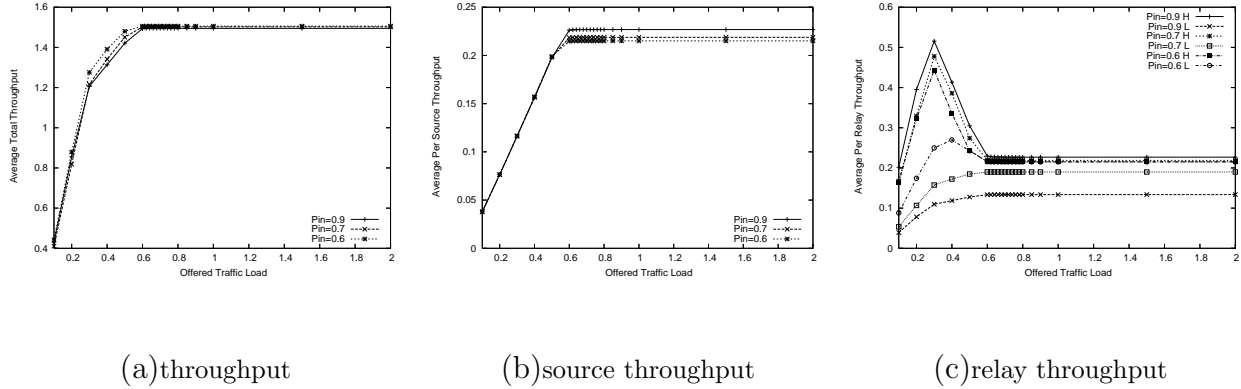 1.6
1.4
1.2
1
0.8
0.6
0.4
Average Total Throughput
Pin=0.9
Pin=0.7
Pin=0.6
0.2 0.4 0.6 0.8 1 1.2 1.4 1.6 1.8 2
Offered Traffic Load
(a)throughput
0.25
0.2
0.15
0.1
0.05
0
Average Per Source Throughput
Pin=0.9
Pin=0.7
Pin=0.6
0.2 0.4 0.6 0.8 1 1.2 1.4 1.6 1.8 2
Offered Traffic Load
(b)source throughput
0.6
0.5
0.4
0.3
0.2
0.1
0
Average Per Relay Throughput
Pin=0.9 H
Pin=0.9 L
Pin=0.7 H
Pin=0.7 L
Pin=0.6 H
Pin=0.6 L
0.2 0.4 0.6 0.8 1 1.2 1.4 1.6 1.8 2
Offered Traffic Load
(c)relay throughput